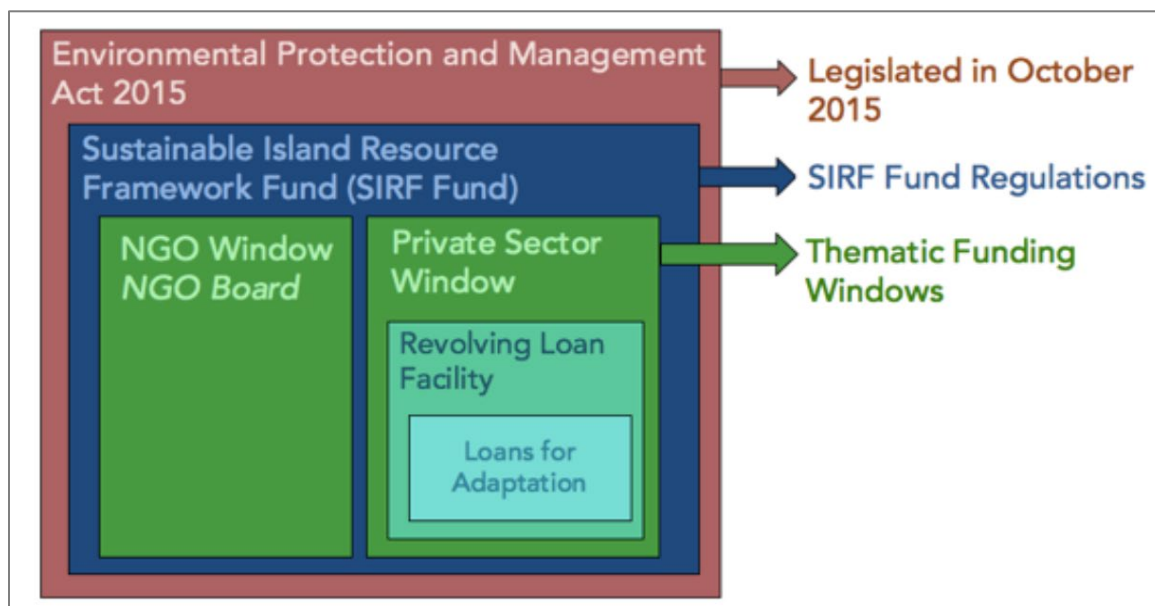 Environmental Protection and Management
Act 2015
Legislated in October
2015
Sustainable Island Resource
Framework Fund (SIRF Fund)
SIRF Fund Regulations
NGO Window
NGO Board
Private Sector
Window
Thematic Funding
Windows
Revolving Loan
Facility
Loans for
Adaptation